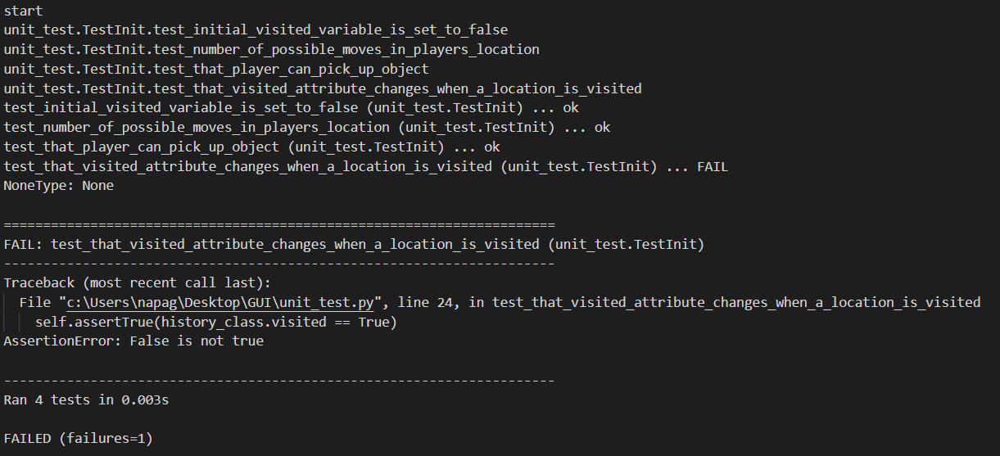 start
unit_test.TestInit.test_initial_visited_variable_is_set_to_false
unit_test.TestInit.test_number_of_possible_moves_in_players_location
unit_test.TestInit.test_that_player_can_pick_up_object
unit_test.TestInit.test_that_visited_attribute_changes_when_a_location_is_visited
test_initial_visited_variable_is_set_to_false (unit_test.TestInit) ... ok
test_number_of_possible_moves_in_players_location (unit_test.TestInit) ... ok
test_that_player_can_pick_up_object (unit_test.TestInit) ... ok
test_that_visited_attribute_changes_when_a_location_is_visited (unit_test.TestInit) ... FAIL
NoneType: None
======================================================================
FAIL: test_that_visited_attribute_changes_when_a_location_is_visited (unit_test.TestInit)
----------------------------------------------------------------------
Traceback (most recent call last):
  File "c:\Users\napag\Desktop\GUI\unit_test.py", line 24, in test_that_visited_attribute_changes_when_a_location_is_visited
    self.assertTrue(history_class.visited == True)
AssertionError: False is not true
----------------------------------------------------------------------
Ran 4 tests in 0.003s
FAILED (failures=1)